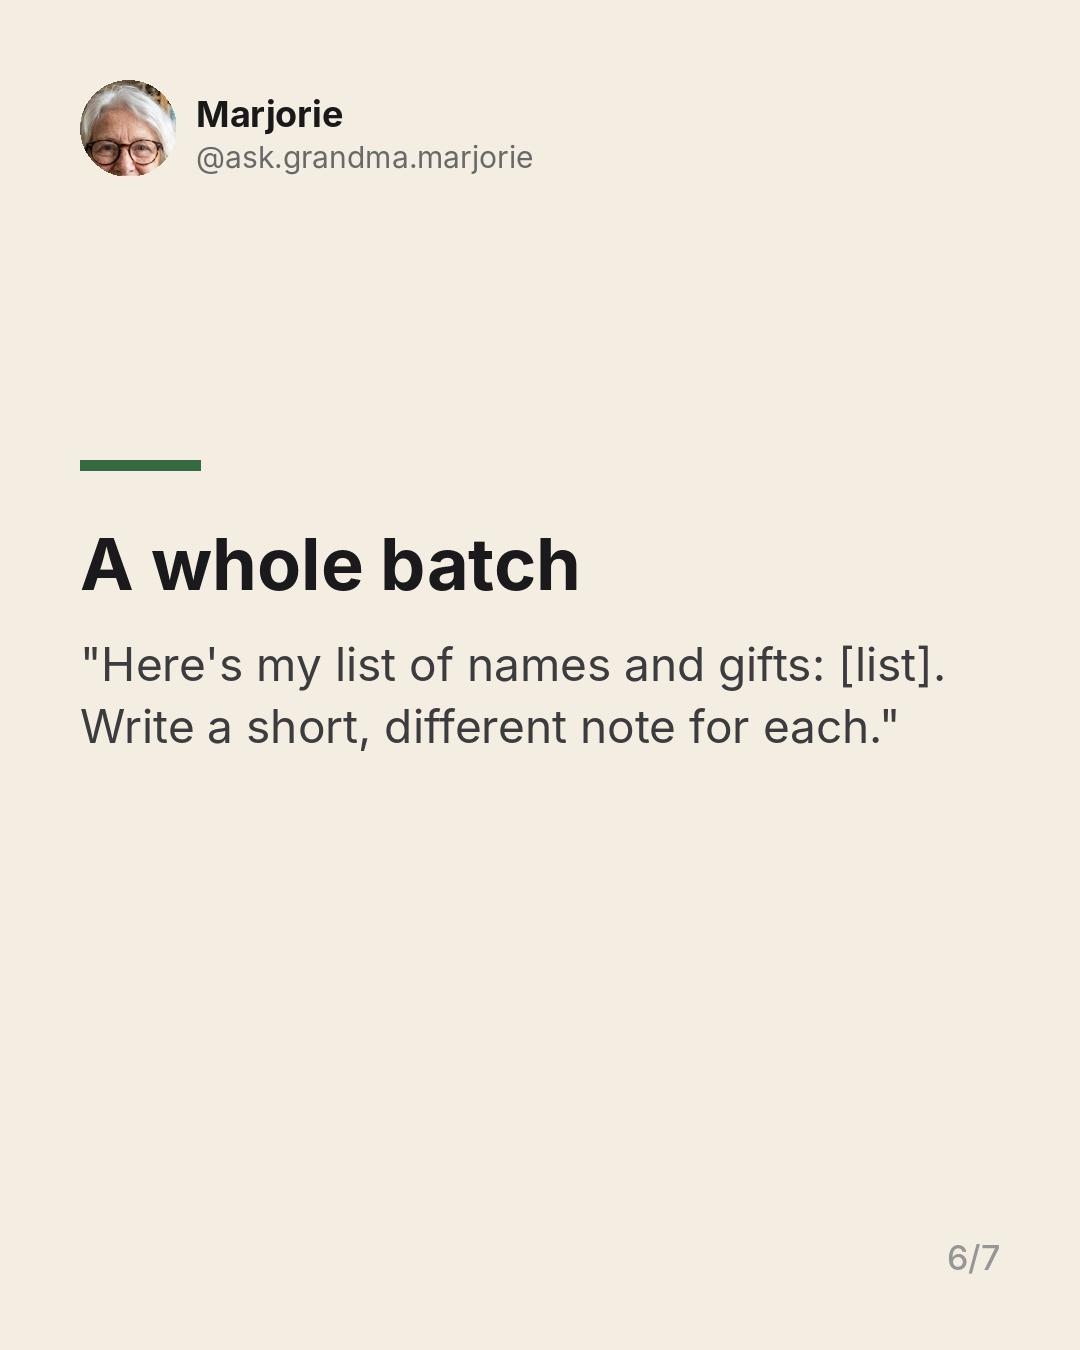 Marjorie
@ask.grandma.marjorie
A whole batch
"Here's my list of names and gifts: [list].
Write a short, different note for each."
6/7